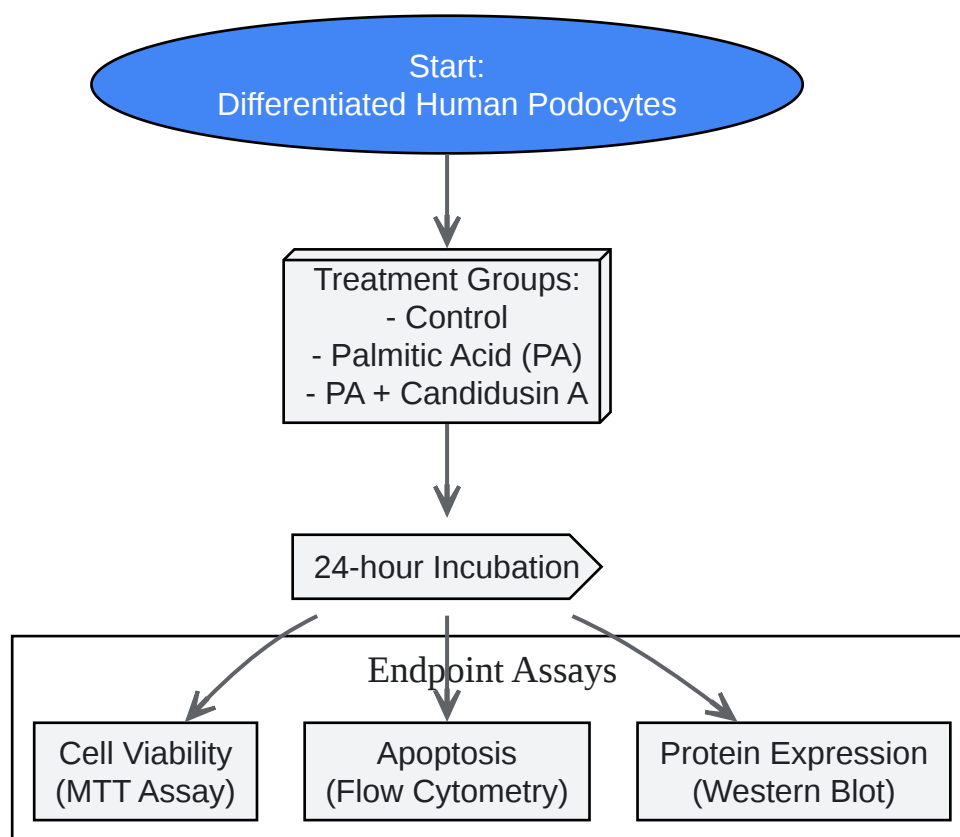 Start:
Differentiated Human Podocytes
Treatment Groups:
- Control
- Palmitic Acid (PA)
- PA + Candidusin A
24-hour Incubation
Endpoint Assays
Cell Viability
(MTT Assay)
Apoptosis
(Flow Cytometry)
Protein Expression
(Western Blot)